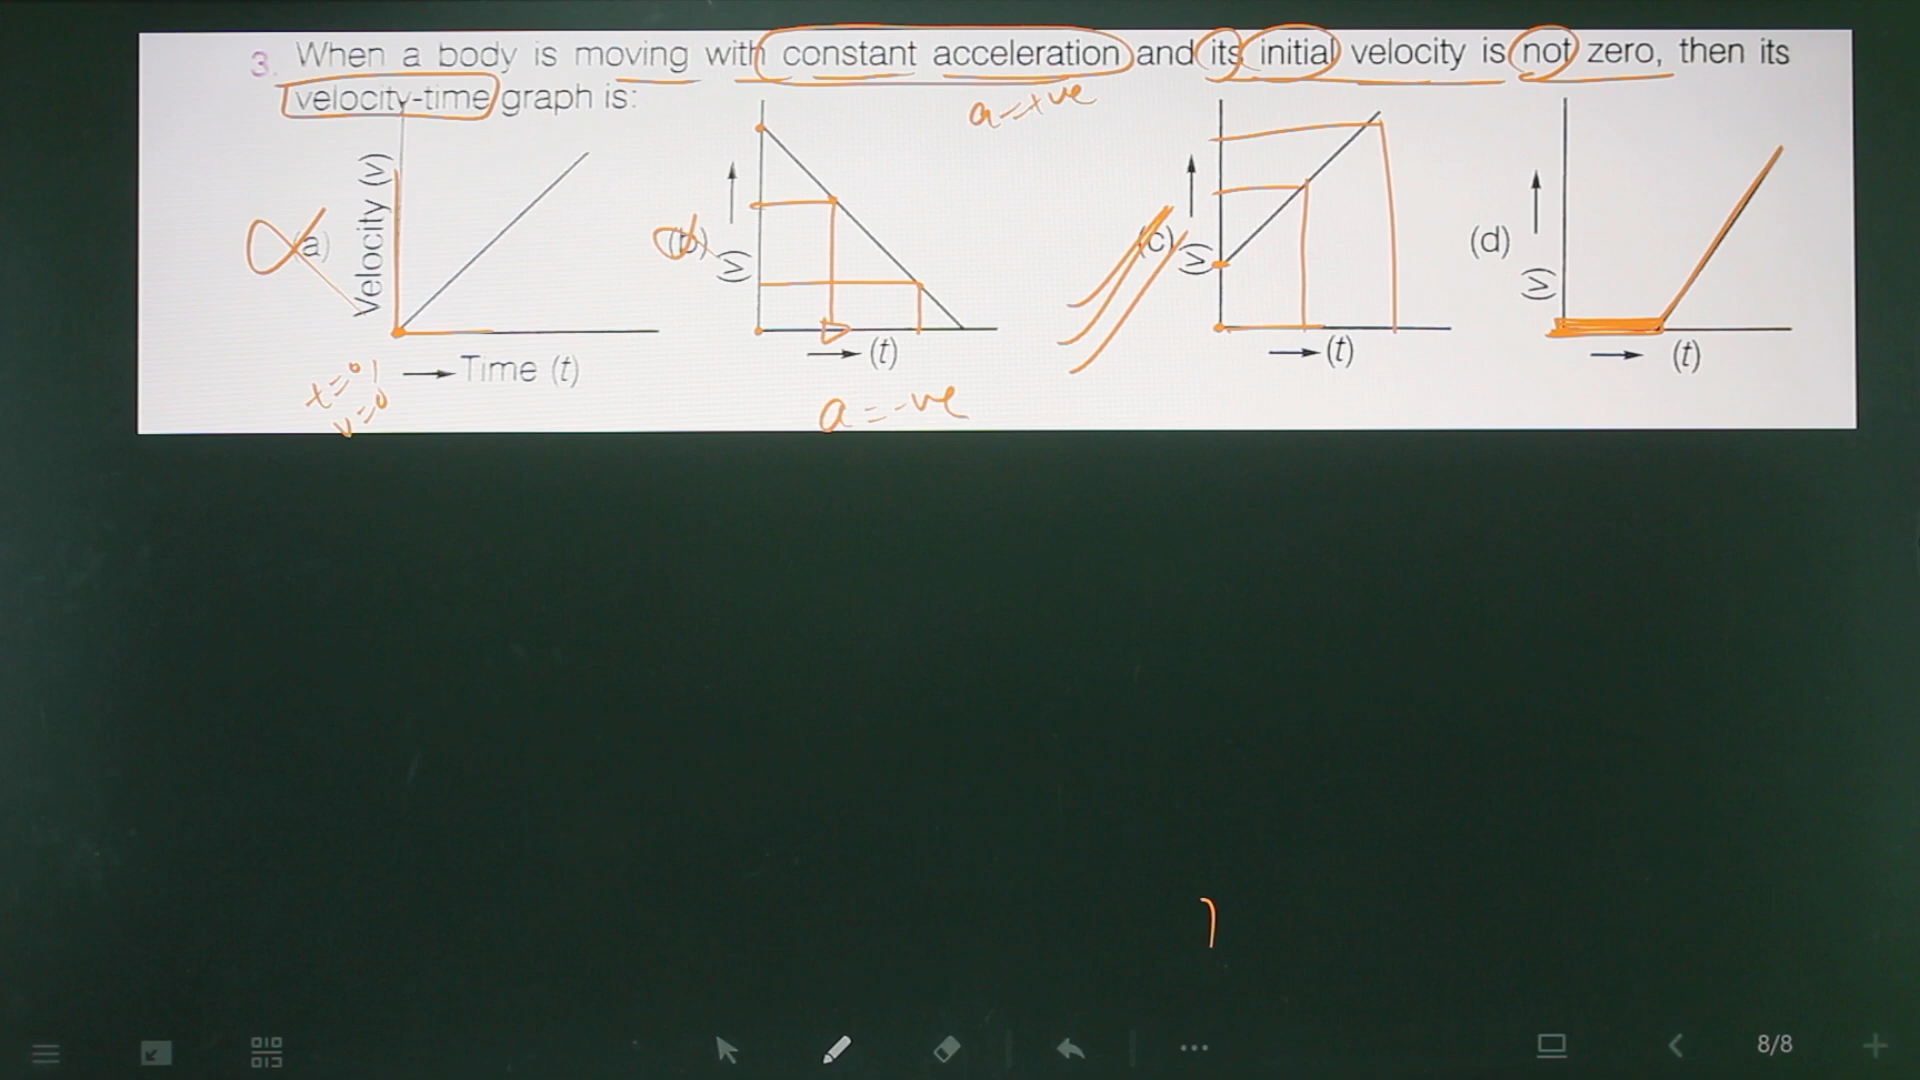 3. When a body is moving with constant acceleration and its initial velocity is not zero, then its
velocity-time graph is:
a=+ve
(a) Velocity (v)
(b) (v)
(c) (v)
(d) (v)
Time (t)
(t)
(t)
(t)
t=0
v=0
a=-ve
8/8